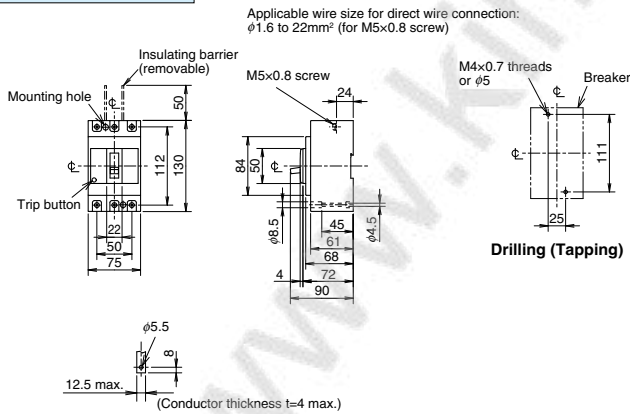 Applicable wire size for direct wire connection:
φ1.6 to 22mm² (for M5×0.8 screw)
Insulating barrier
(removable)
Mounting hole
℄
50
℄
112
130
Trip button
22
50
75
M5×0.8 screw
24
84
50
℄
φ8.5
φ4.5
45
61
68
4
72
90
M4×0.7 threads
or φ5
Breaker
℄
℄
111
25
Drilling (Tapping)
φ5.5
8
12.5 max.
(Conductor thickness t=4 max.)